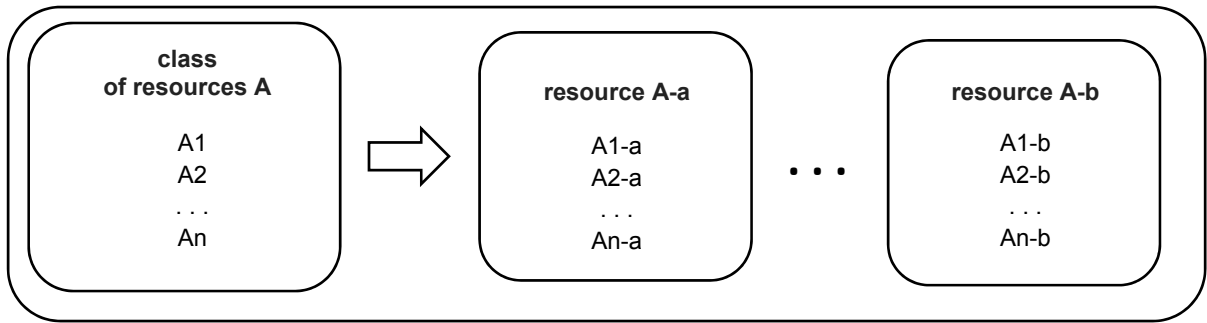 class
of resources A
A1
A2
. . .
An
resource A-a
A1-a
A2-a
. . .
An-a
. . .
resource A-b
A1-b
A2-b
. . .
An-b